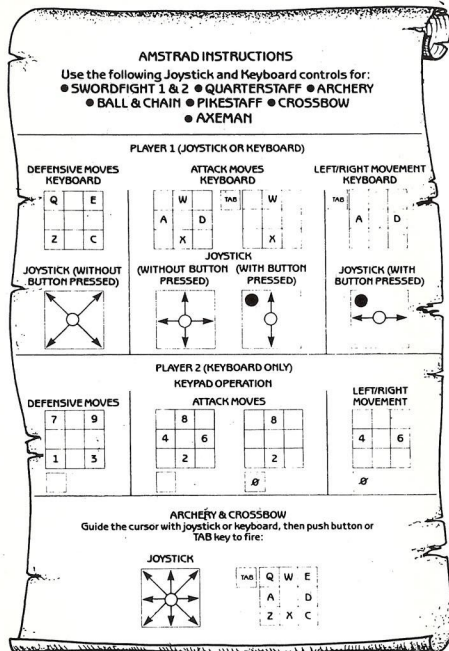 AMSTRAD INSTRUCTIONS
Use the following Joystick and Keyboard controls for:
● SWORDFIGHT 1 & 2 ● QUARTERSTAFF ● ARCHERY
● BALL & CHAIN ● PIKESTAFF ● CROSSBOW
● AXEMAN
PLAYER 1 (JOYSTICK OR KEYBOARD)
DEFENSIVE MOVES
KEYBOARD
Q E
Z C
JOYSTICK (WITHOUT
BUTTON PRESSED)
ATTACK MOVES
KEYBOARD
W
A D
X
TAB W
X
JOYSTICK
(WITHOUT BUTTON
PRESSED)
(WITH BUTTON
PRESSED)
LEFT/RIGHT MOVEMENT
KEYBOARD
TAB
A D
JOYSTICK (WITH
BUTTON PRESSED)
PLAYER 2 (KEYBOARD ONLY)
KEYPAD OPERATION
DEFENSIVE MOVES
7 9
1 3
ATTACK MOVES
8
4 6
2
8
2
0
LEFT/RIGHT
MOVEMENT
4 6
0
ARCHERY & CROSSBOW
Guide the cursor with joystick or keyboard, then push button or
TAB key to fire:
JOYSTICK
TAB Q W E
A D
Z X C